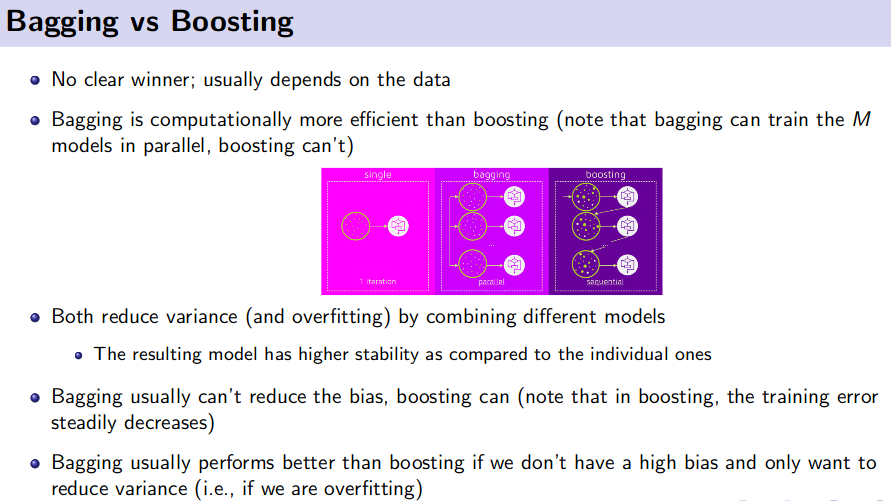 Bagging vs Boosting
No clear winner; usually depends on the data
Bagging is computationally more efficient than boosting (note that bagging can train the M
models in parallel, boosting can't)
single
bagging
boosting
...
...
1 iteration
parallel
sequential
Both reduce variance (and overfitting) by combining different models
The resulting model has higher stability as compared to the individual ones
Bagging usually can't reduce the bias, boosting can (note that in boosting, the training error
steadily decreases)
Bagging usually performs better than boosting if we don't have a high bias and only want to
reduce variance (i.e., if we are overfitting)